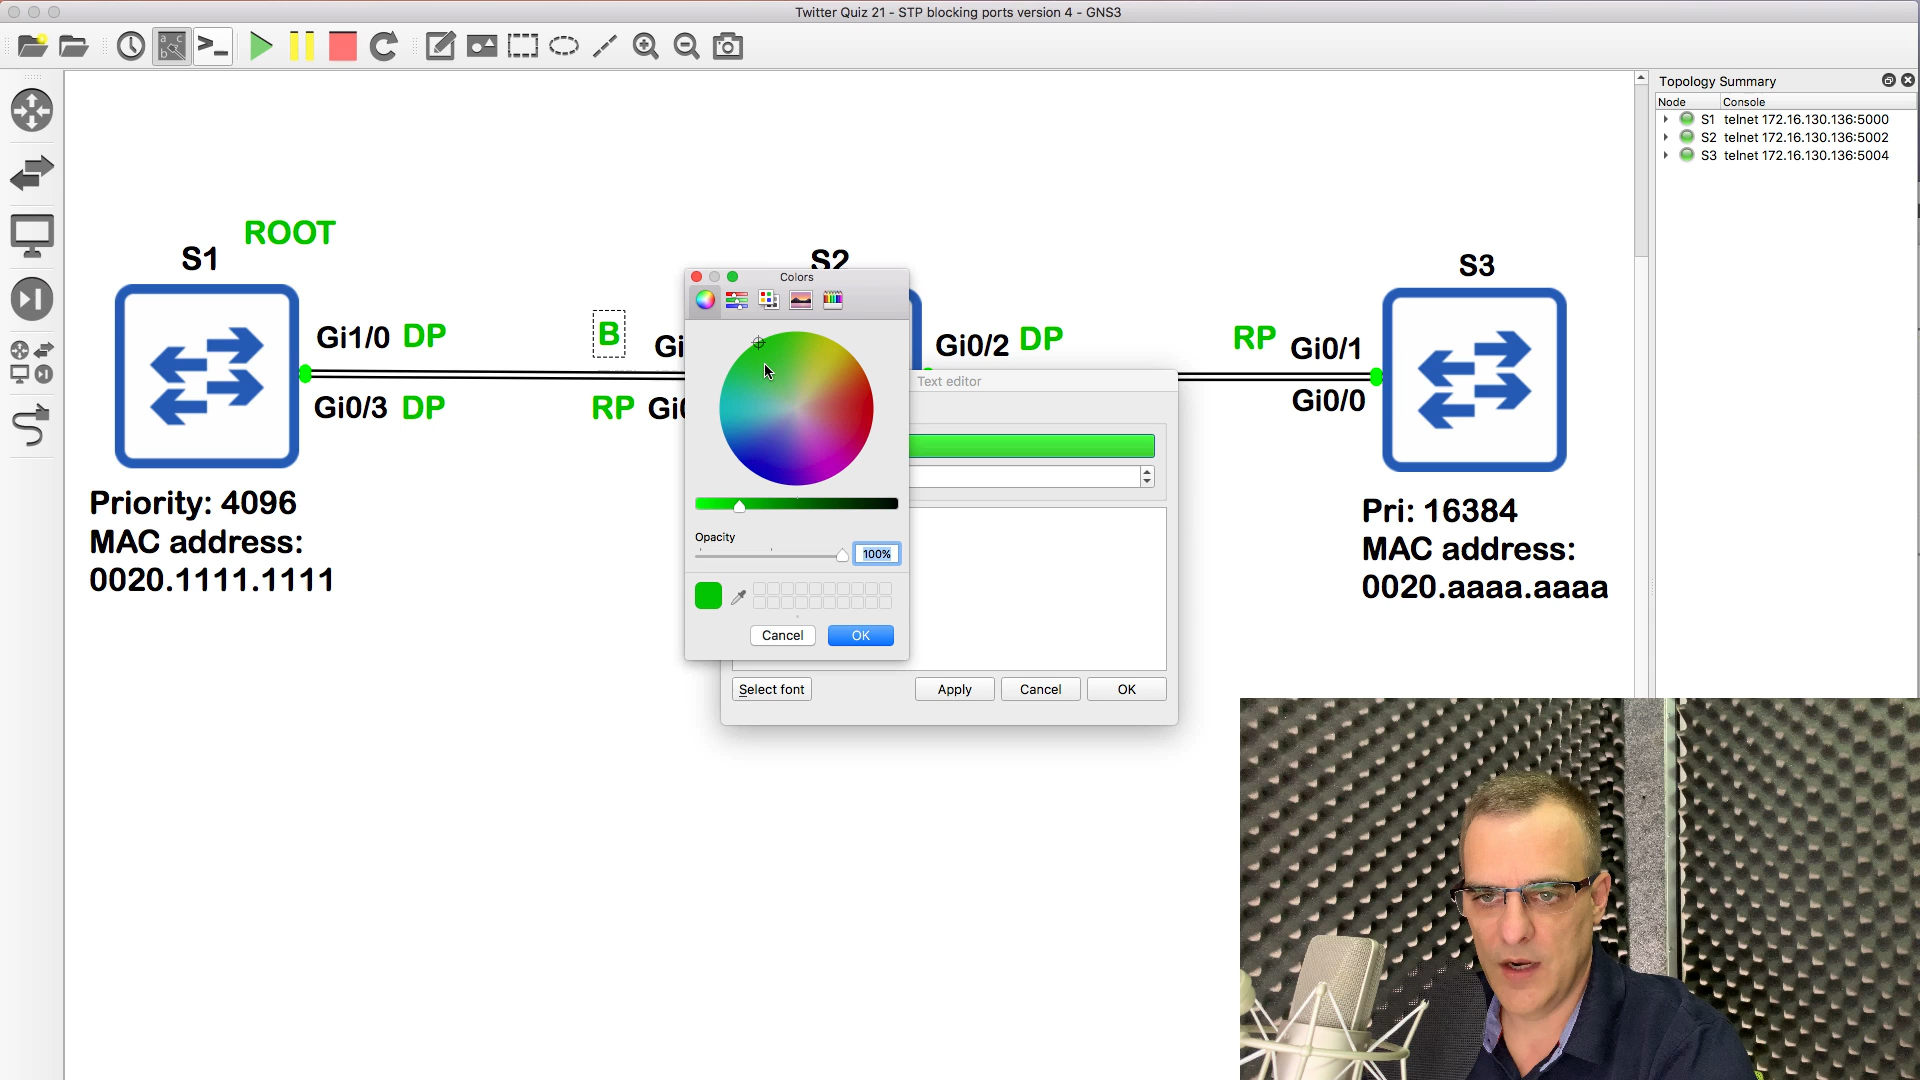 Twitter Quiz 21 - STP blocking ports version 4 - GNS3
Topology Summary
Node Console
S1 telnet 172.16.130.136:5000
S2 telnet 172.16.130.136:5002
S3 telnet 172.16.130.136:5004
ROOT
S1
S2
S3
Colors
Gi1/0 DP
B
Gi
Gi0/2 DP
RP
Gi0/1
Text editor
Gi0/3 DP
RP
Gi0/0
Priority: 4096
MAC address:
0020.1111.1111
Pri: 16384
MAC address:
0020.aaaa.aaaa
Opacity
100%
Cancel
OK
Select font
Apply
Cancel
OK